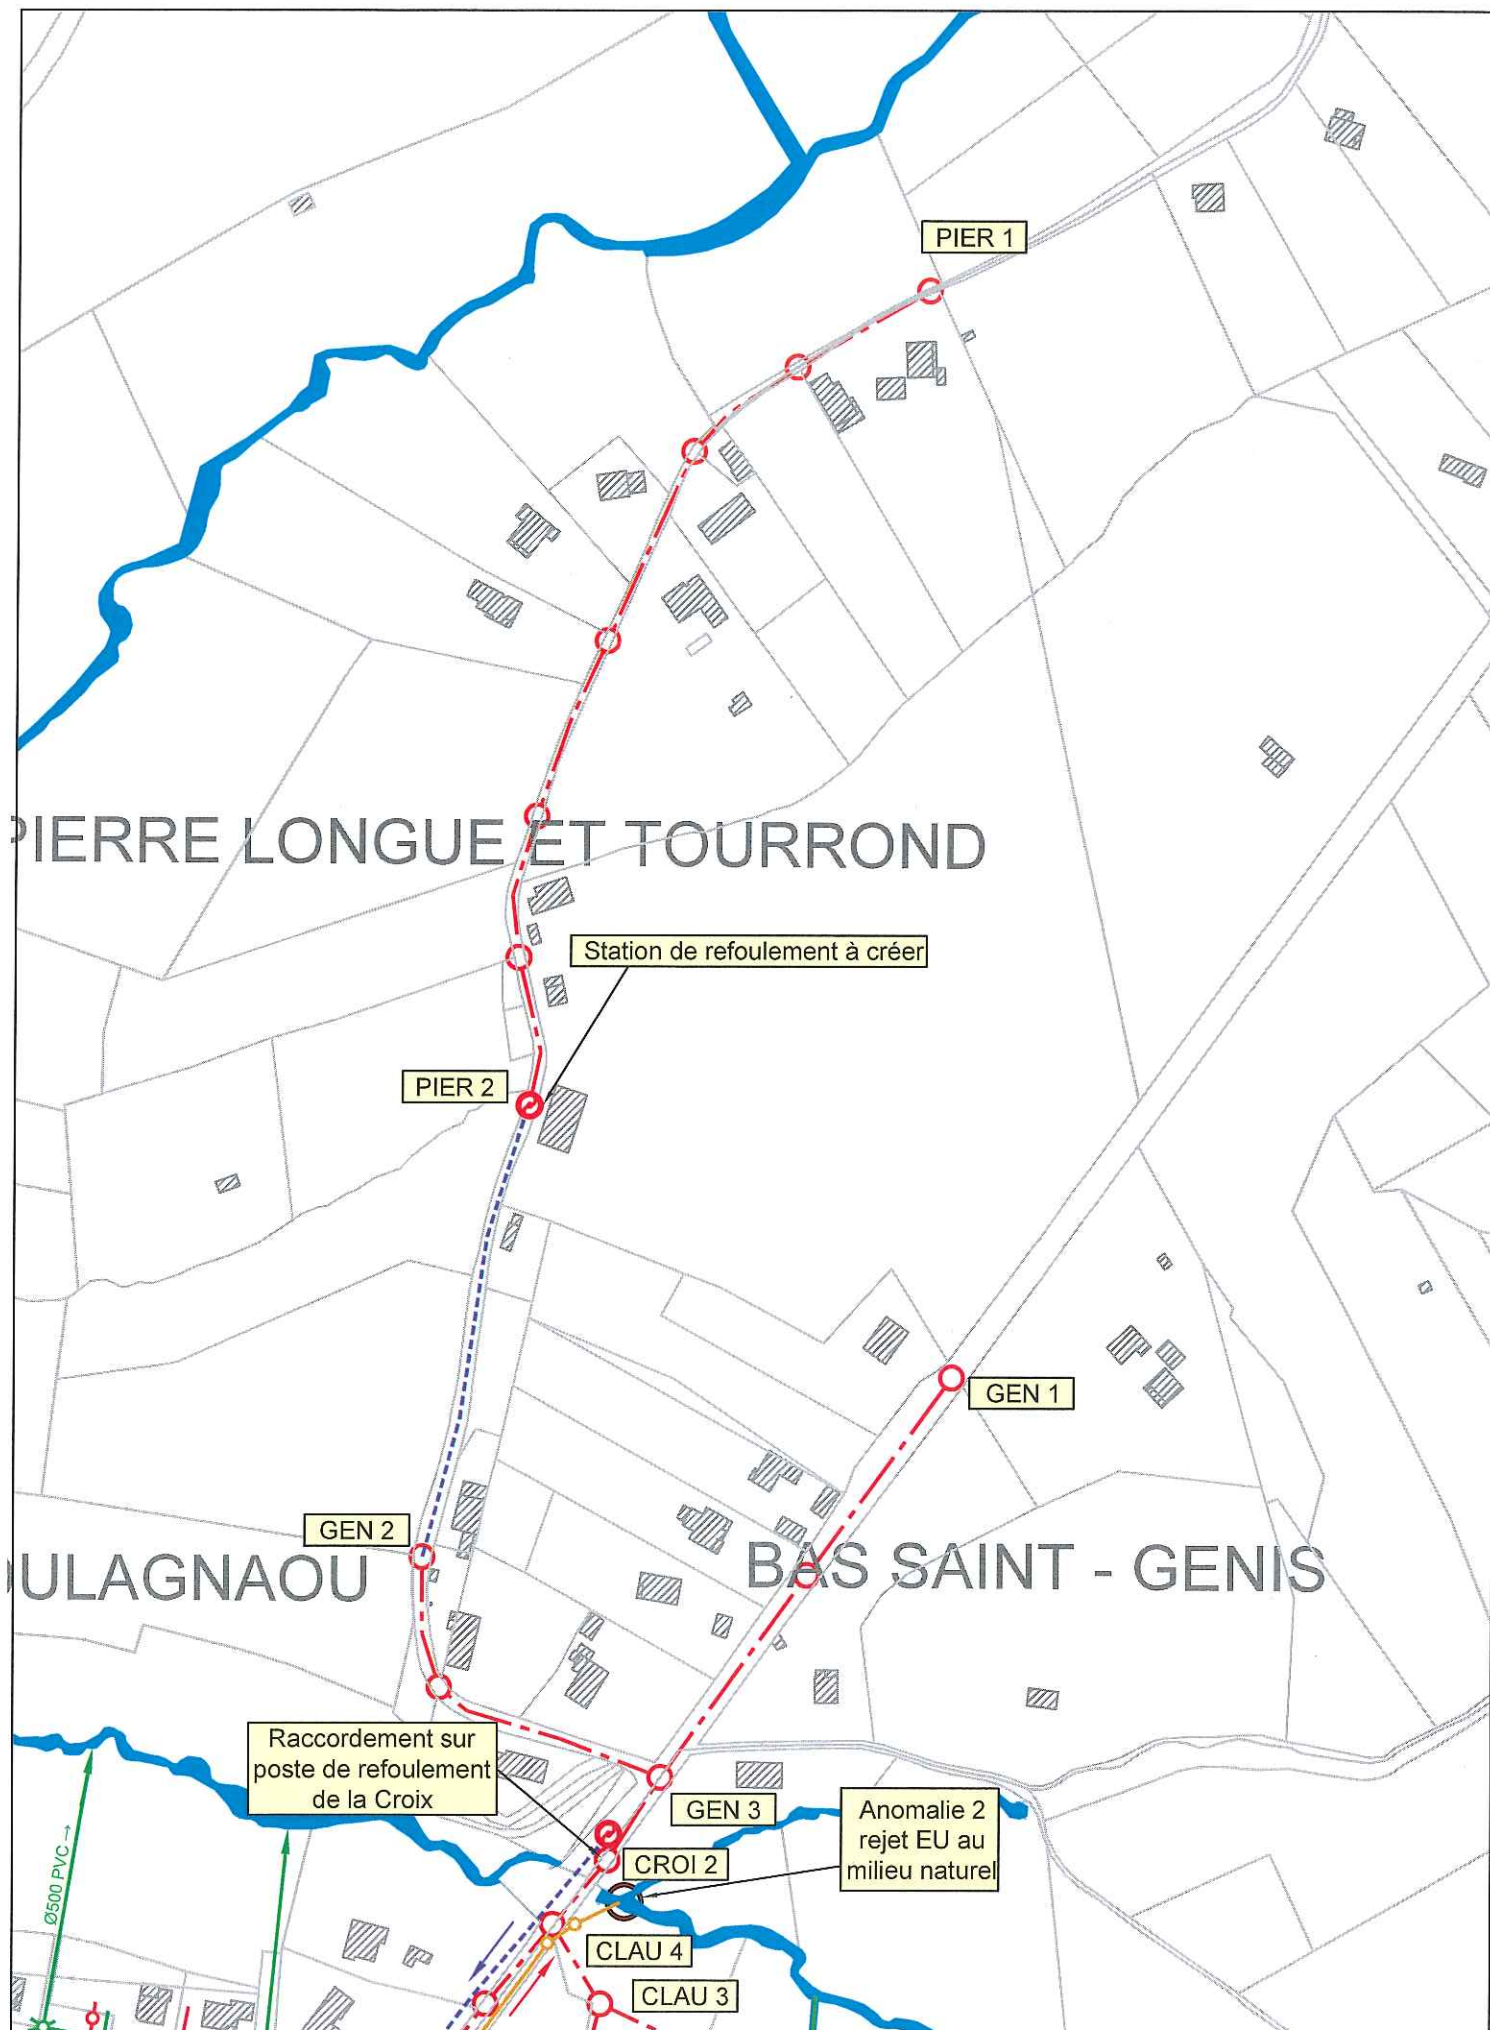 PIER 1
PIERRE LONGUE ET TOURROND
Station de refoulement à créer
PIER 2
GEN 1
GEN 2
OULAGNAOU
BAS SAINT - GENIS
Raccordement sur
poste de refoulement
de la Croix
GEN 3
Anomalie 2
rejet EU au
milieu naturel
CROI 2
Ø500 PVC →
CLAU 4
CLAU 3